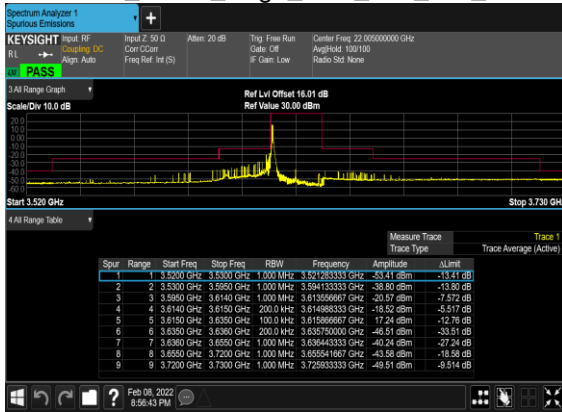 Spectrum Analyzer 1
Spurious Emissions
+
KEYSIGHT Input: RF Input Z: 50 Ω Atten: 20 dB Trig: Free Run Center Freq: 22.005000000 GHz
RL Coupling: DC Corr CCorr Gate: Off Avg|Hold: 100/100
Align: Auto Freq Ref: Int (S) IF Gain: Low Radio Std: None
PASS
3 All Range Graph Ref Lvl Offset 16.01 dB
Scale/Div 10.0 dB Ref Value 30.00 dBm
20.0
10.0
0.00
-10.0
-20.0
-30.0
-40.0
-50.0
-60.0
Start 3.520 GHz Stop 3.730 GH
4 All Range Table
Measure Trace Trace 1
Trace Type Trace Average (Active)
Spur Range Start Freq Stop Freq RBW Frequency Amplitude ΔLimit
1 1 3.5200 GHz 3.5300 GHz 1.000 MHz 3.521283333 GHz -53.41 dBm -13.41 dB
2 2 3.5300 GHz 3.5950 GHz 1.000 MHz 3.594133333 GHz -38.80 dBm -13.80 dB
3 3 3.5950 GHz 3.6140 GHz 1.000 MHz 3.613556667 GHz -20.57 dBm -7.572 dB
4 4 3.6140 GHz 3.6150 GHz 200.0 kHz 3.614988333 GHz -18.52 dBm -5.517 dB
5 5 3.6150 GHz 3.6350 GHz 100.0 kHz 3.615866667 GHz 17.24 dBm -12.76 dB
6 6 3.6350 GHz 3.6360 GHz 200.0 kHz 3.635750000 GHz -46.51 dBm -33.51 dB
7 7 3.6360 GHz 3.6550 GHz 1.000 MHz 3.636443333 GHz -40.24 dBm -27.24 dB
8 8 3.6550 GHz 3.7200 GHz 1.000 MHz 3.655541667 GHz -43.58 dBm -18.58 dB
9 9 3.7200 GHz 3.7300 GHz 1.000 MHz 3.725933333 GHz -49.51 dBm -9.514 dB
? Feb 08, 2022
8:56:43 PM